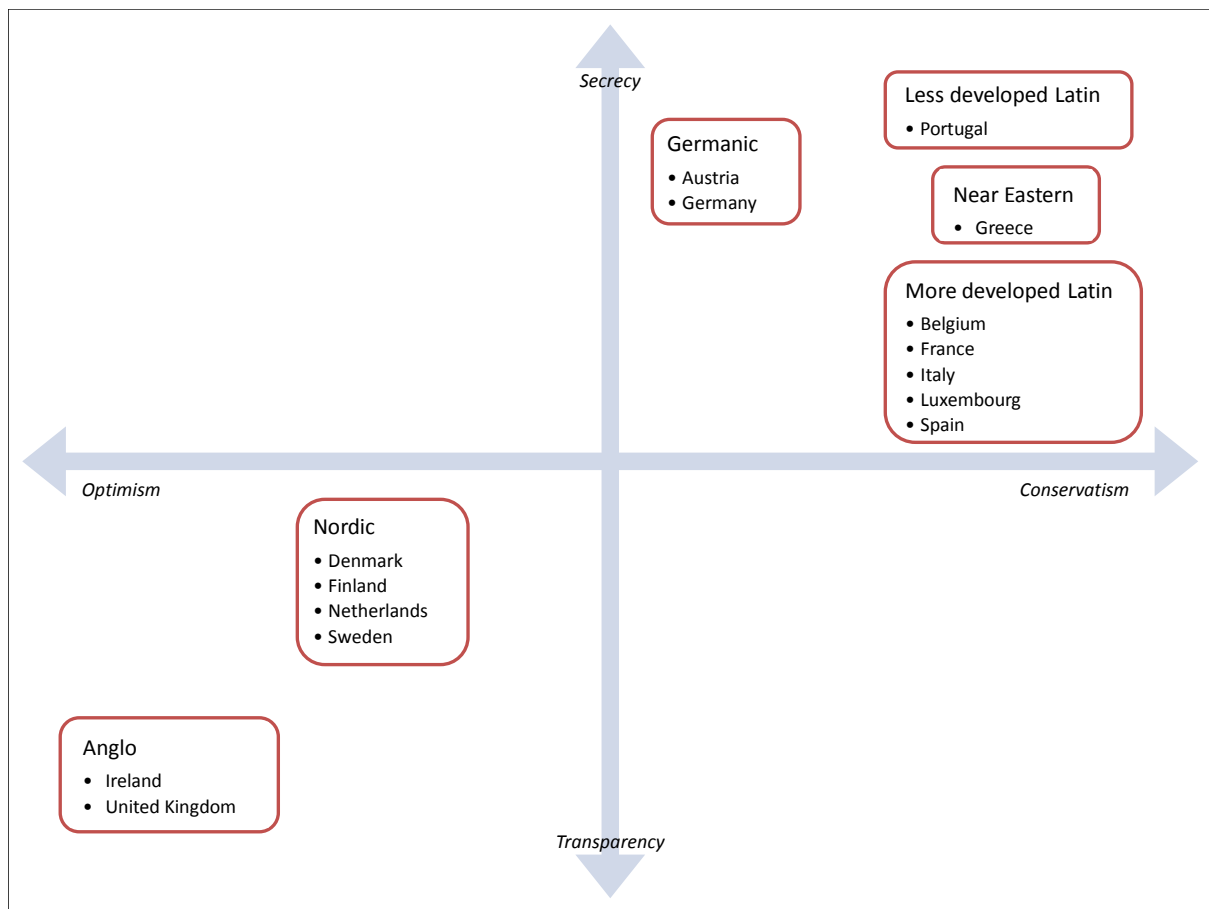 Secrecy
Less developed Latin
• Portugal
Germanic
• Austria
• Germany
Near Eastern
• Greece
More developed Latin
• Belgium
• France
• Italy
• Luxembourg
• Spain
Optimism
Conservatism
Nordic
• Denmark
• Finland
• Netherlands
• Sweden
Anglo
• Ireland
• United Kingdom
Transparency